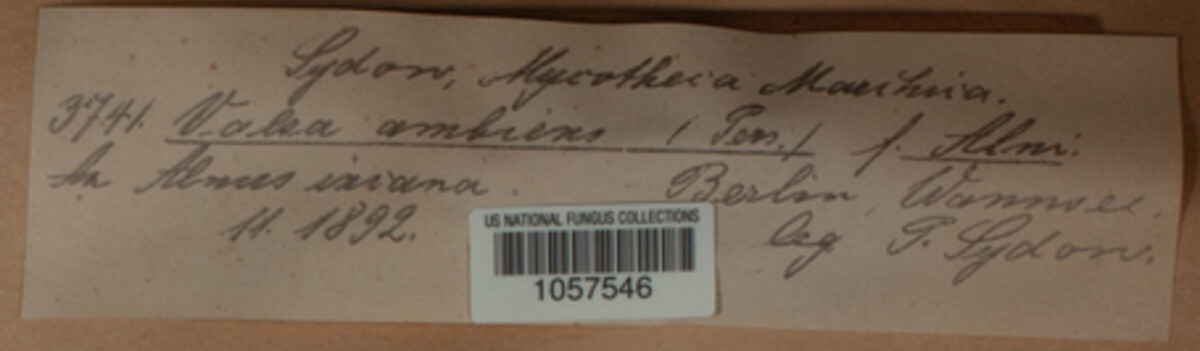 Sydow, Mycotheca Marchica.
3741. Valsa ambiens (Pers.) f. Alni.
An Alnus incana. Berlin, Wannsee,
11. 1892. leg P. Sydow.
US NATIONAL FUNGUS COLLECTIONS
1057546